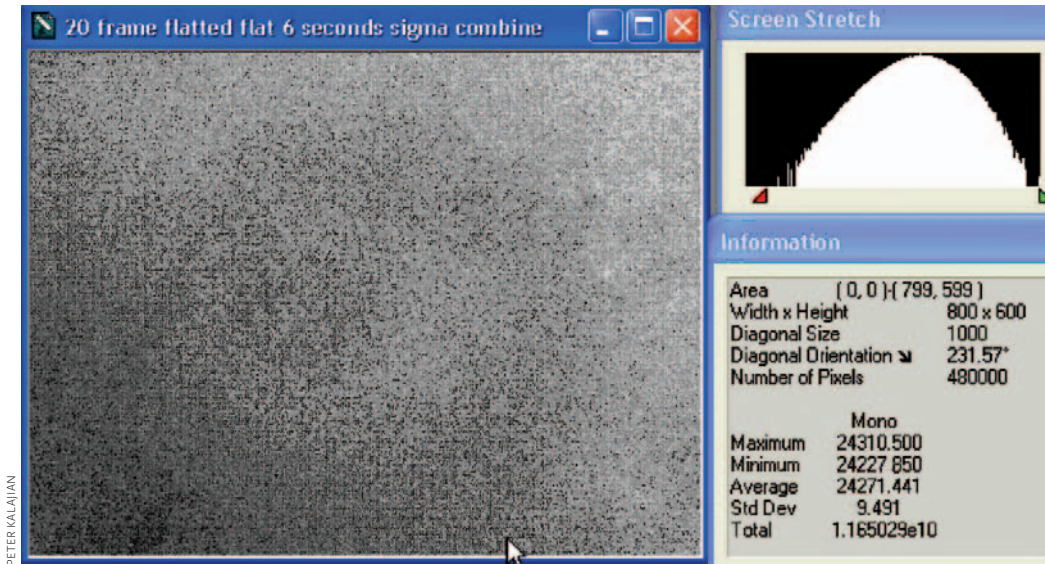 20 frame flatted flat 6 seconds sigma combine
Screen Stretch
Information
Area (0, 0)-( 799, 599 )
Width x Height 800 x 600
Diagonal Size 1000
Diagonal Orientation ↘ 231.57°
Number of Pixels 480000
Mono
Maximum 24310.500
Minimum 24227.850
Average 24271.441
Std Dev 9.491
Total 1.165029e10
PETER KALAJIAN